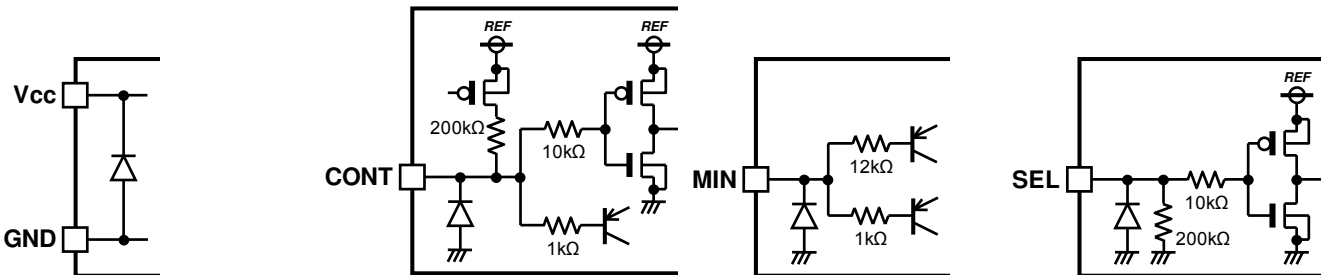 Vcc
GND
REF
REF
200kΩ
10kΩ
CONT
1kΩ
MIN
12kΩ
1kΩ
REF
SEL
10kΩ
200kΩ